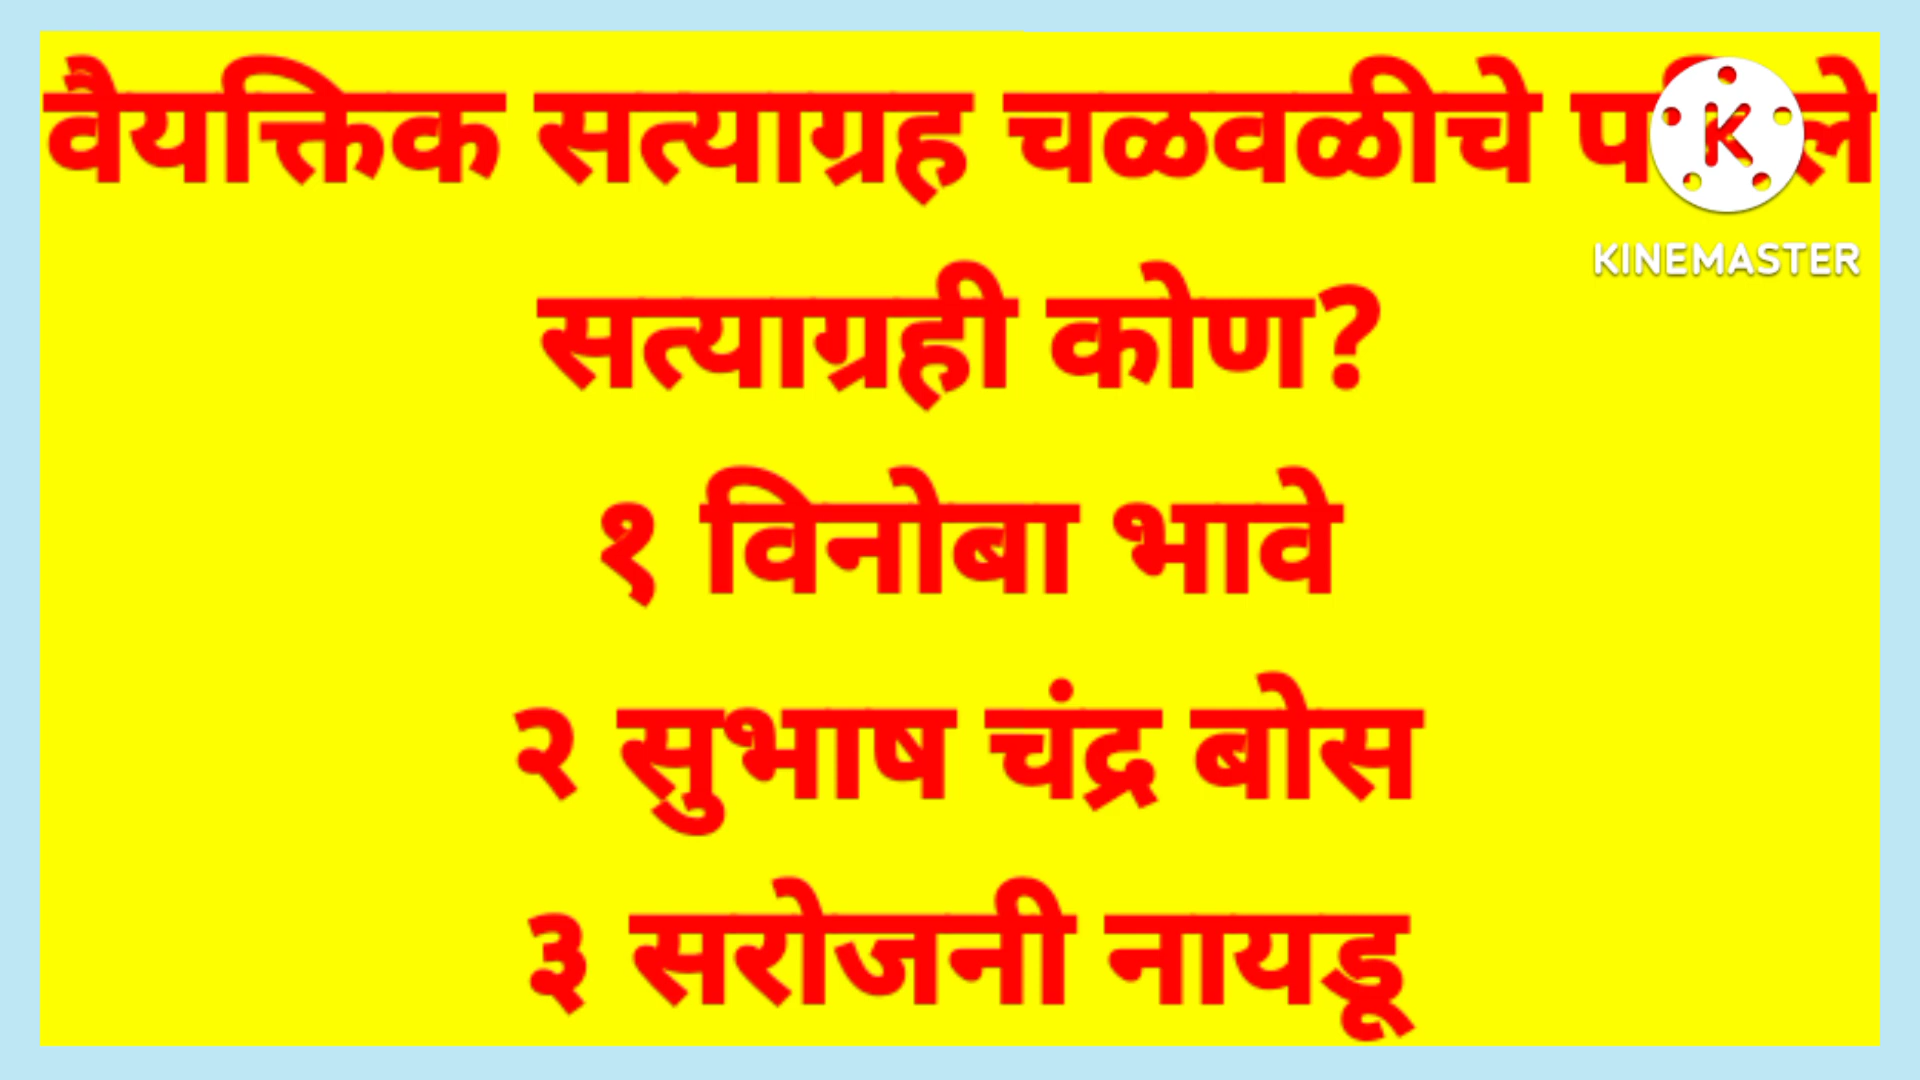 वैयक्तिक सत्याग्रह चळवळीचे
सत्याग्रही कोण?
१ विनोबा भावे
२ सुभाष चंद्र बोस
३ सरोजनी नायडू
K
KINEMASTER